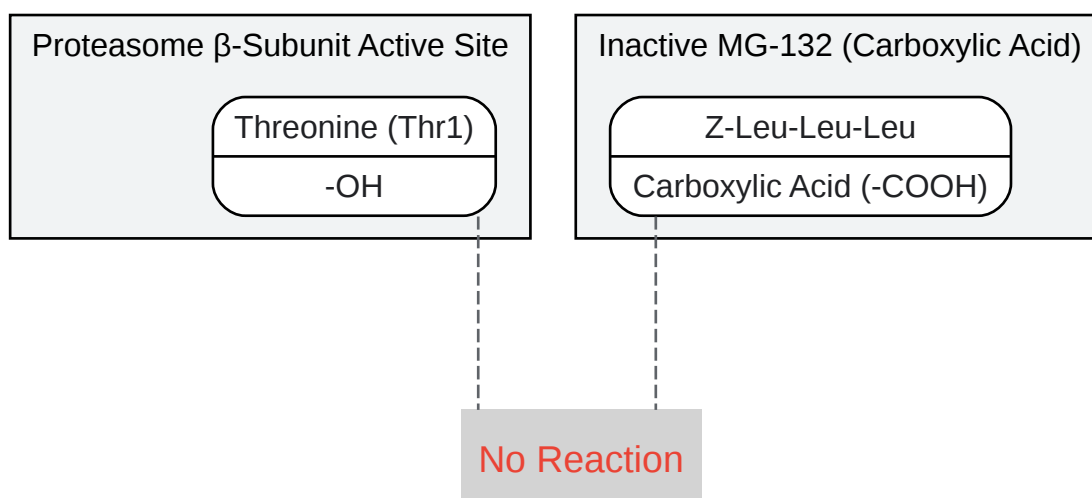 Proteasome β-Subunit Active Site
Threonine (Thr1)
-OH
Inactive MG-132 (Carboxylic Acid)
Z-Leu-Leu-Leu
Carboxylic Acid (-COOH)
No Reaction